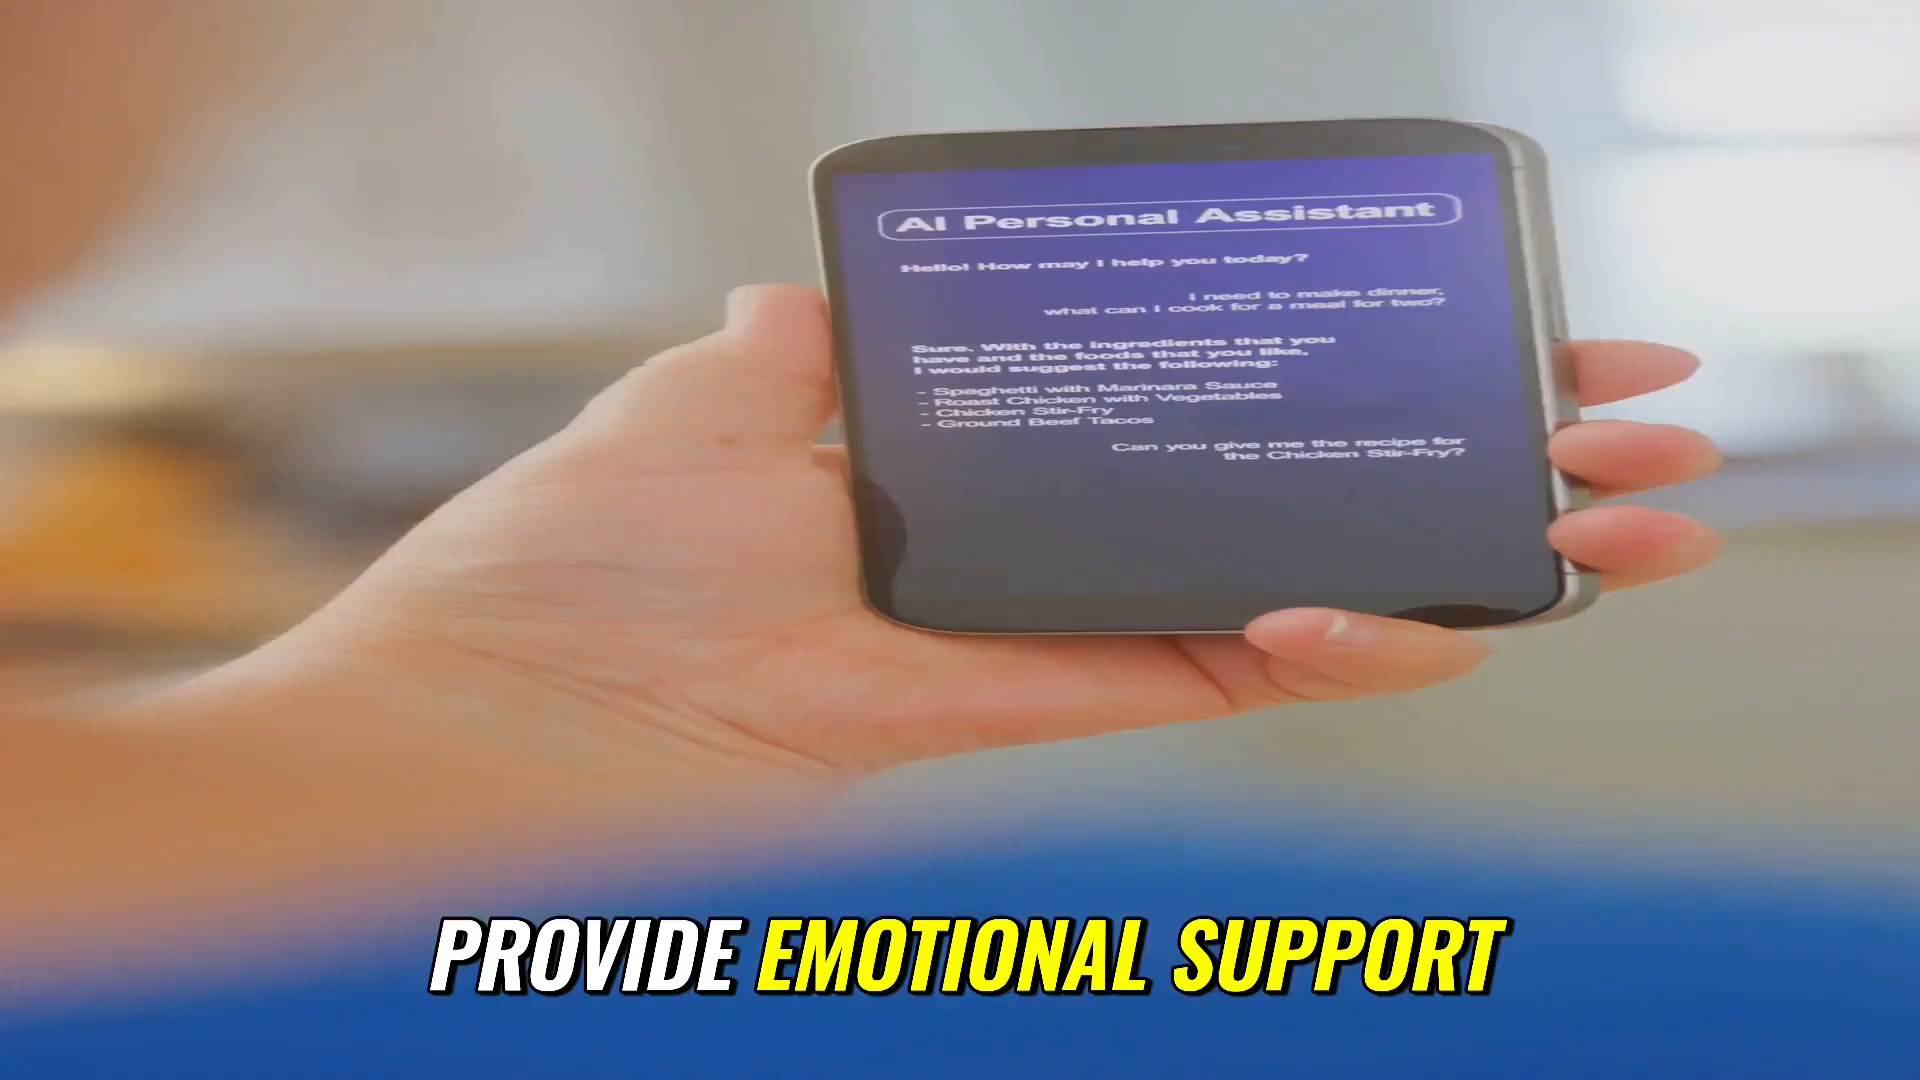 AI Personal Assistant
Hello! How may I help you today?
I need to make dinner,
what can I cook for a meal for two?
Sure. With the ingredients that you
have and the foods that you like,
I would suggest the following:
- Spaghetti with Marinara Sauce
- Roast Chicken with Vegetables
- Chicken Stir-Fry
- Ground Beef Tacos
Can you give me the recipe for
the Chicken Stir-Fry?
PROVIDE EMOTIONAL SUPPORT